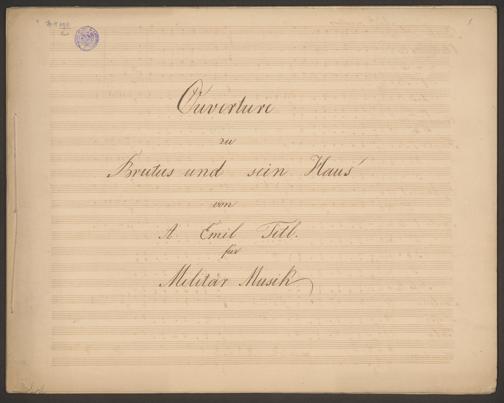 Ouverture
zu
Brutus und sein Haus
von
A Emil Titl.
für
Militär Musik